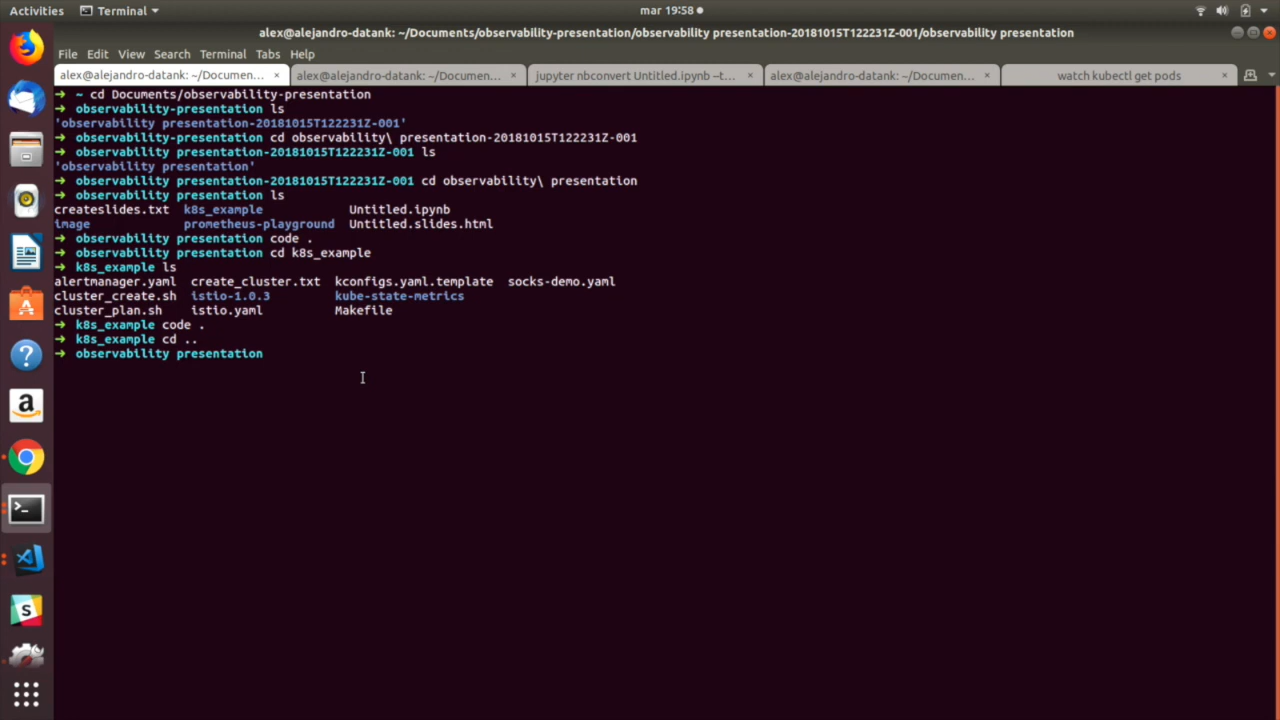 Activities Terminal mar 19:58
alex@alejandro-datank: ~/Documents/observability-presentation/observability presentation-20181015T122231Z-001/observability presentation
File Edit View Search Terminal Tabs Help
alex@alejandro-datank: ~/Documen... × alex@alejandro-datank: ~/Documen... × jupyter nbconvert Untitled.ipynb --t... × alex@alejandro-datank: ~/Documen... × watch kubectl get pods ×
➜ ~ cd Documents/observability-presentation
➜ observability-presentation ls
'observability presentation-20181015T122231Z-001'
➜ observability-presentation cd observability\ presentation-20181015T122231Z-001
➜ observability presentation-20181015T122231Z-001 ls
'observability presentation'
➜ observability presentation-20181015T122231Z-001 cd observability\ presentation
➜ observability presentation ls
createslides.txt k8s_example Untitled.ipynb
image prometheus-playground Untitled.slides.html
➜ observability presentation code .
➜ observability presentation cd k8s_example
➜ k8s_example ls
alertmanager.yaml create_cluster.txt kconfigs.yaml.template socks-demo.yaml
cluster_create.sh istio-1.0.3 kube-state-metrics
cluster_plan.sh istio.yaml Makefile
➜ k8s_example code .
➜ k8s_example cd ..
➜ observability presentation